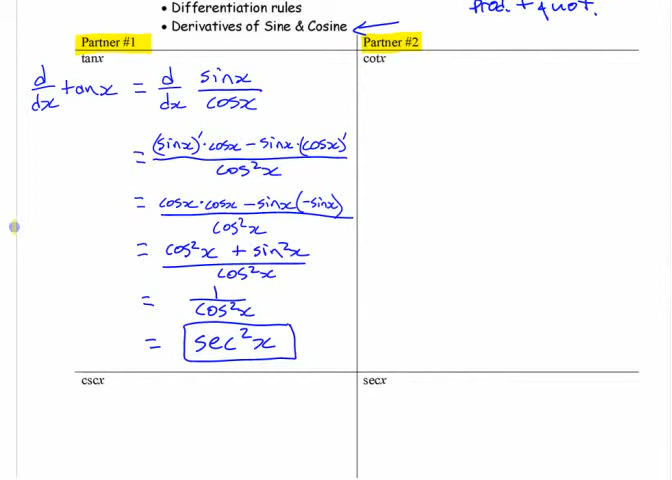 • Differentiation rules
prod. + quot.
• Derivatives of Sine & Cosine
Partner #1
Partner #2
tanx
cotx
d/dx tanx = d/dx sinx/cosx
= ((sinx)'·cosx − sinx·(cosx)')/cos²x
= (cosx·cosx − sinx(−sinx))/cos²x
= (cos²x + sin²x)/cos²x
= 1/cos²x
= sec²x
cscx
secx